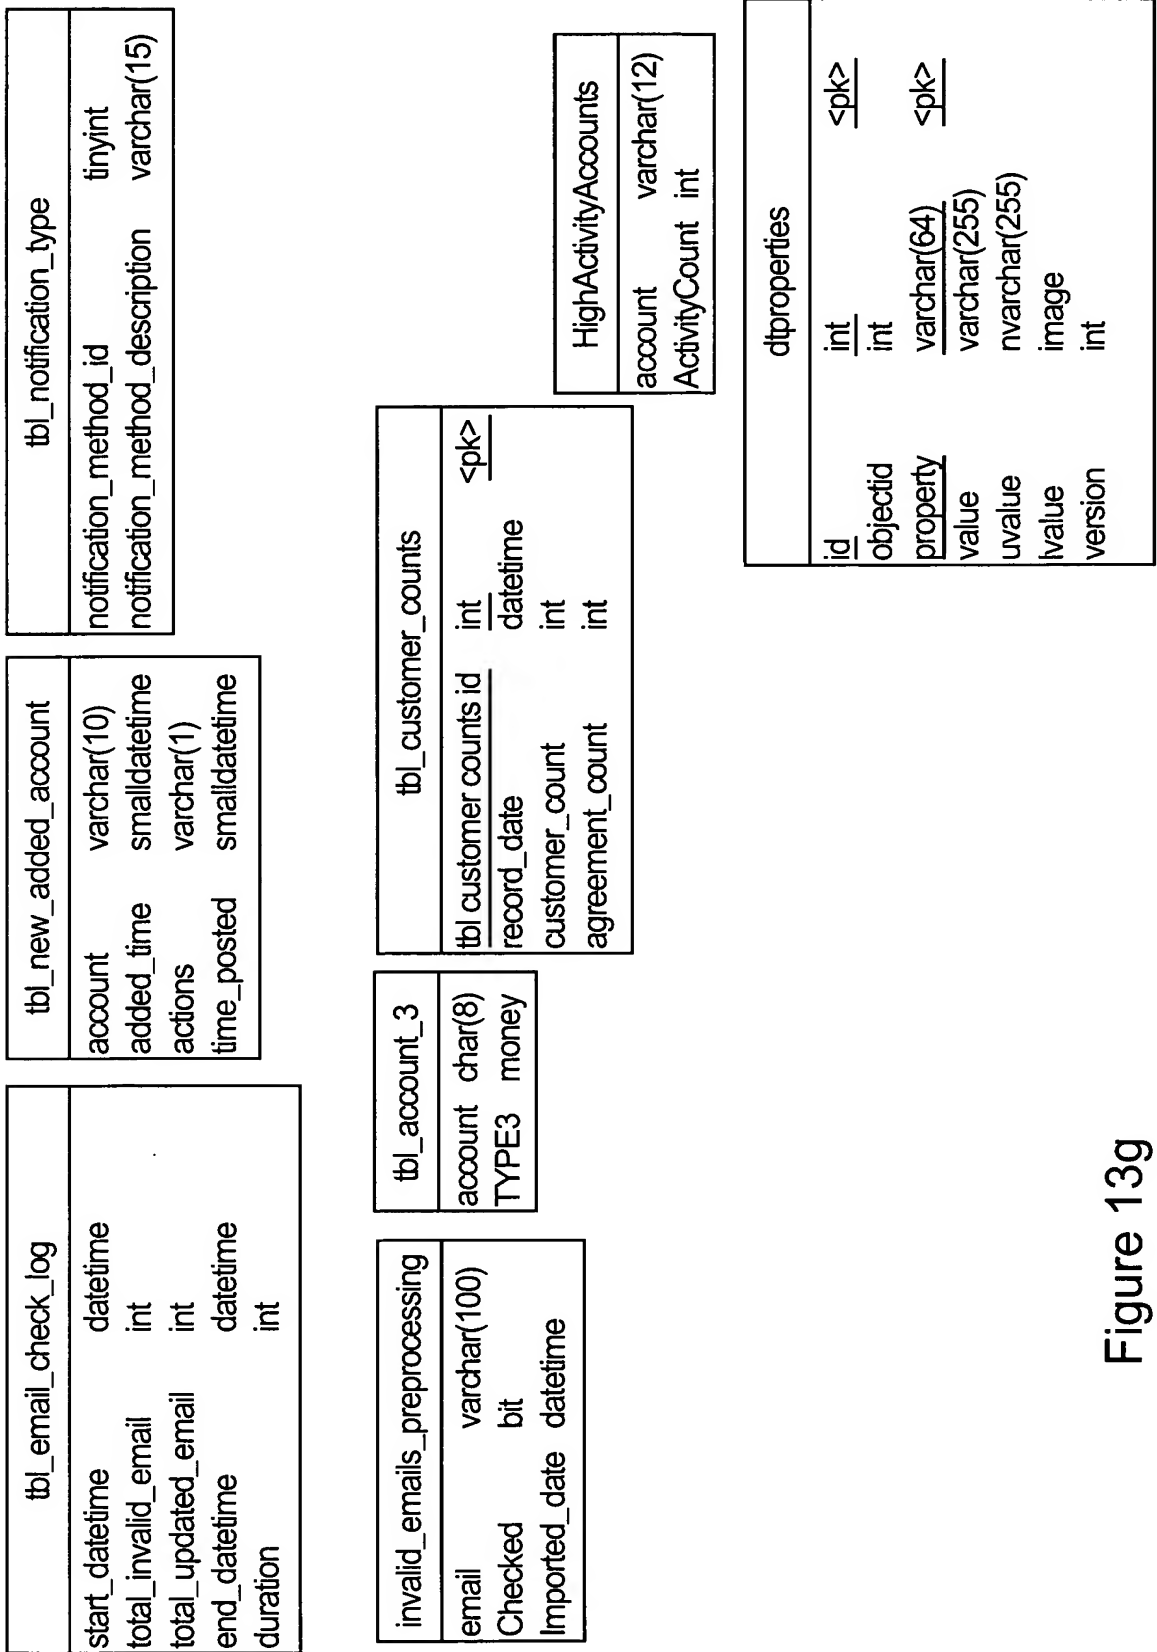 tbl_email_check_log
start_datetime datetime
total_invalid_email int
total_updated_email int
end_datetime datetime
duration int
tbl_new_added_account
account varchar(10)
added_time smalldatetime
actions varchar(1)
time_posted smalldatetime
tbl_notification_type
notification_method_id tinyint
notification_method_description varchar(15)
invalid_emails_preprocessing
email varchar(100)
Checked bit
Imported_date datetime
tbl_account_3
account char(8)
TYPE3 money
tbl_customer_counts
tbl customer counts id int <pk>
record_date datetime
customer_count int
agreement_count int
HighActivityAccounts
account varchar(12)
ActivityCount int
dtproperties
id int <pk>
objectid int
property varchar(64) <pk>
value varchar(255)
uvalue nvarchar(255)
lvalue image
version int
Figure 13g